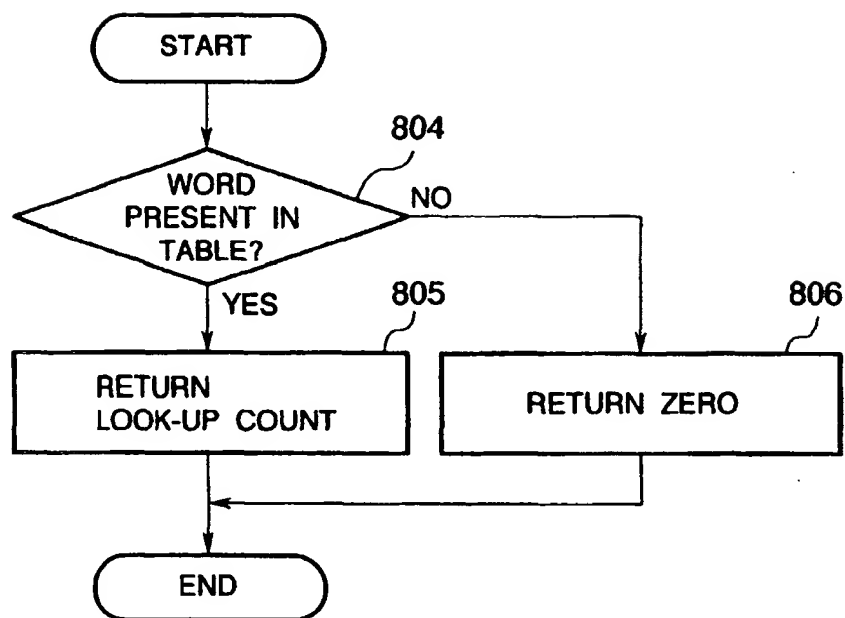 START
804
WORD
PRESENT IN
TABLE?
NO
YES
805
806
RETURN
LOOK-UP COUNT
RETURN ZERO
END